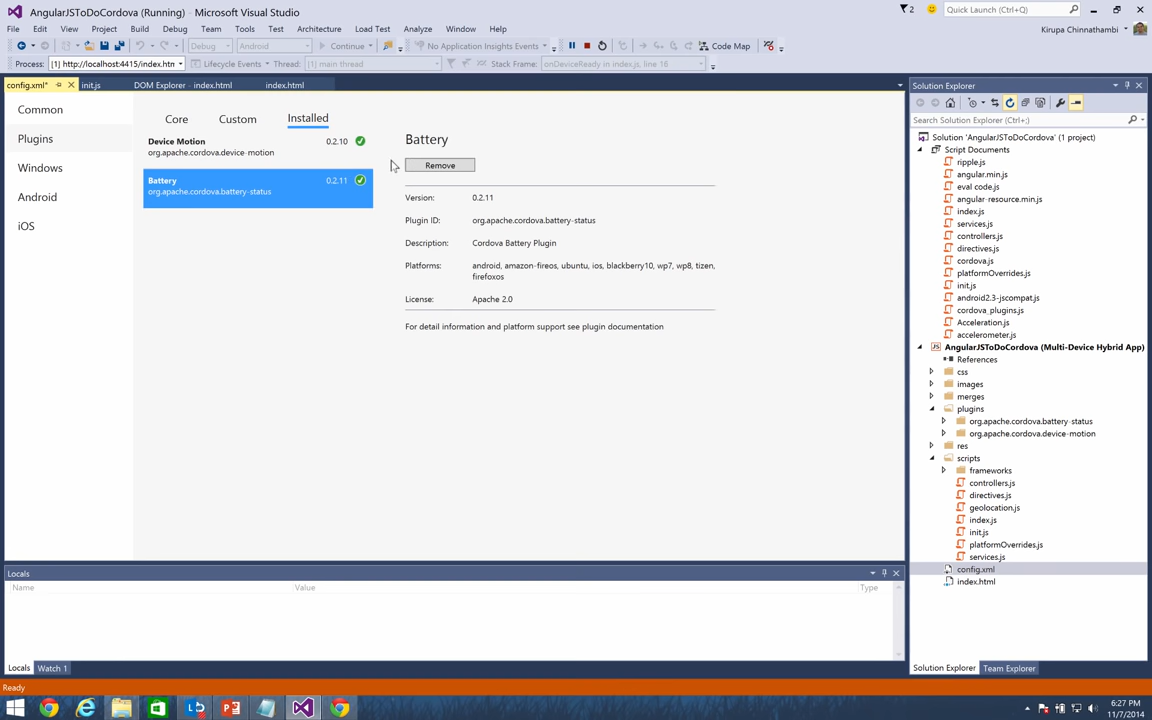 AngularJSToDoCordova (Running) - Microsoft Visual Studio
2
Quick Launch (Ctrl+Q)
File Edit View Project Build Debug Team Tools Test Architecture Load Test Analyze Window Help
Kirupa Chinnathambi
Debug Android Continue No Application Insights Events Code Map
Process: [1] http://localhost:4415/index.htn Lifecycle Events Thread: [1] main thread Stack Frame: onDeviceReady in index.js, line 16
config.xml* init.js DOM Explorer - index.html index.html
Common
Plugins
Windows
Android
iOS
Core Custom Installed
Device Motion 0.2.10
org.apache.cordova.device-motion
Battery 0.2.11
org.apache.cordova.battery-status
Battery
Remove
Version: 0.2.11
Plugin ID: org.apache.cordova.battery-status
Description: Cordova Battery Plugin
Platforms: android, amazon-fireos, ubuntu, ios, blackberry10, wp7, wp8, tizen,
firefoxos
License: Apache 2.0
For detail information and platform support see plugin documentation
Solution Explorer
Search Solution Explorer (Ctrl+;)
Solution 'AngularJSToDoCordova' (1 project)
Script Documents
ripple.js
angular.min.js
eval code.js
angular-resource.min.js
index.js
services.js
controllers.js
directives.js
cordova.js
platformOverrides.js
init.js
android2.3-jscompat.js
cordova_plugins.js
Acceleration.js
accelerometer.js
AngularJSToDoCordova (Multi-Device Hybrid App)
References
css
images
merges
plugins
org.apache.cordova.battery-status
org.apache.cordova.device-motion
res
scripts
frameworks
controllers.js
directives.js
geolocation.js
index.js
init.js
platformOverrides.js
services.js
config.xml
index.html
Locals
Name Value Type
Locals Watch 1
Solution Explorer Team Explorer
Ready
6:27 PM
11/7/2014